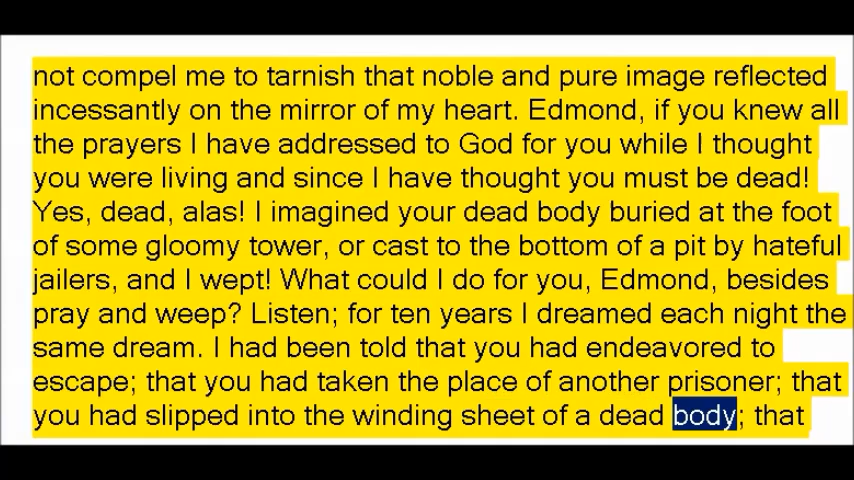 not compel me to tarnish that noble and pure image reflected
incessantly on the mirror of my heart. Edmond, if you knew all
the prayers I have addressed to God for you while I thought
you were living and since I have thought you must be dead!
Yes, dead, alas! I imagined your dead body buried at the foot
of some gloomy tower, or cast to the bottom of a pit by hateful
jailers, and I wept! What could I do for you, Edmond, besides
pray and weep? Listen; for ten years I dreamed each night the
same dream. I had been told that you had endeavored to
escape; that you had taken the place of another prisoner; that
you had slipped into the winding sheet of a dead body; that